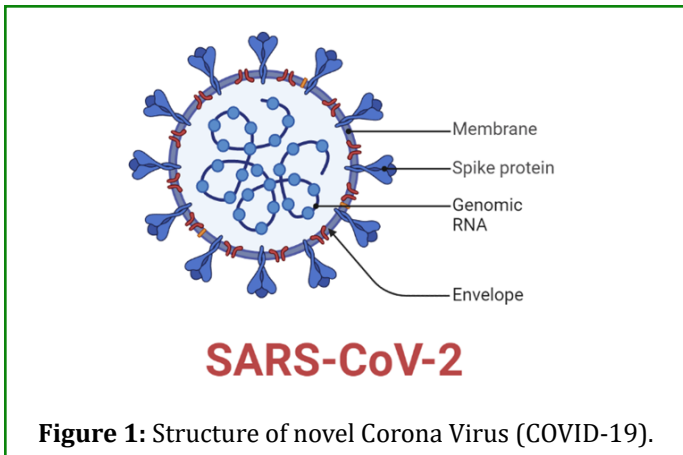 Membrane
Spike protein
Genomic
RNA
Envelope
SARS-CoV-2
Figure 1: Structure of novel Corona Virus (COVID-19).